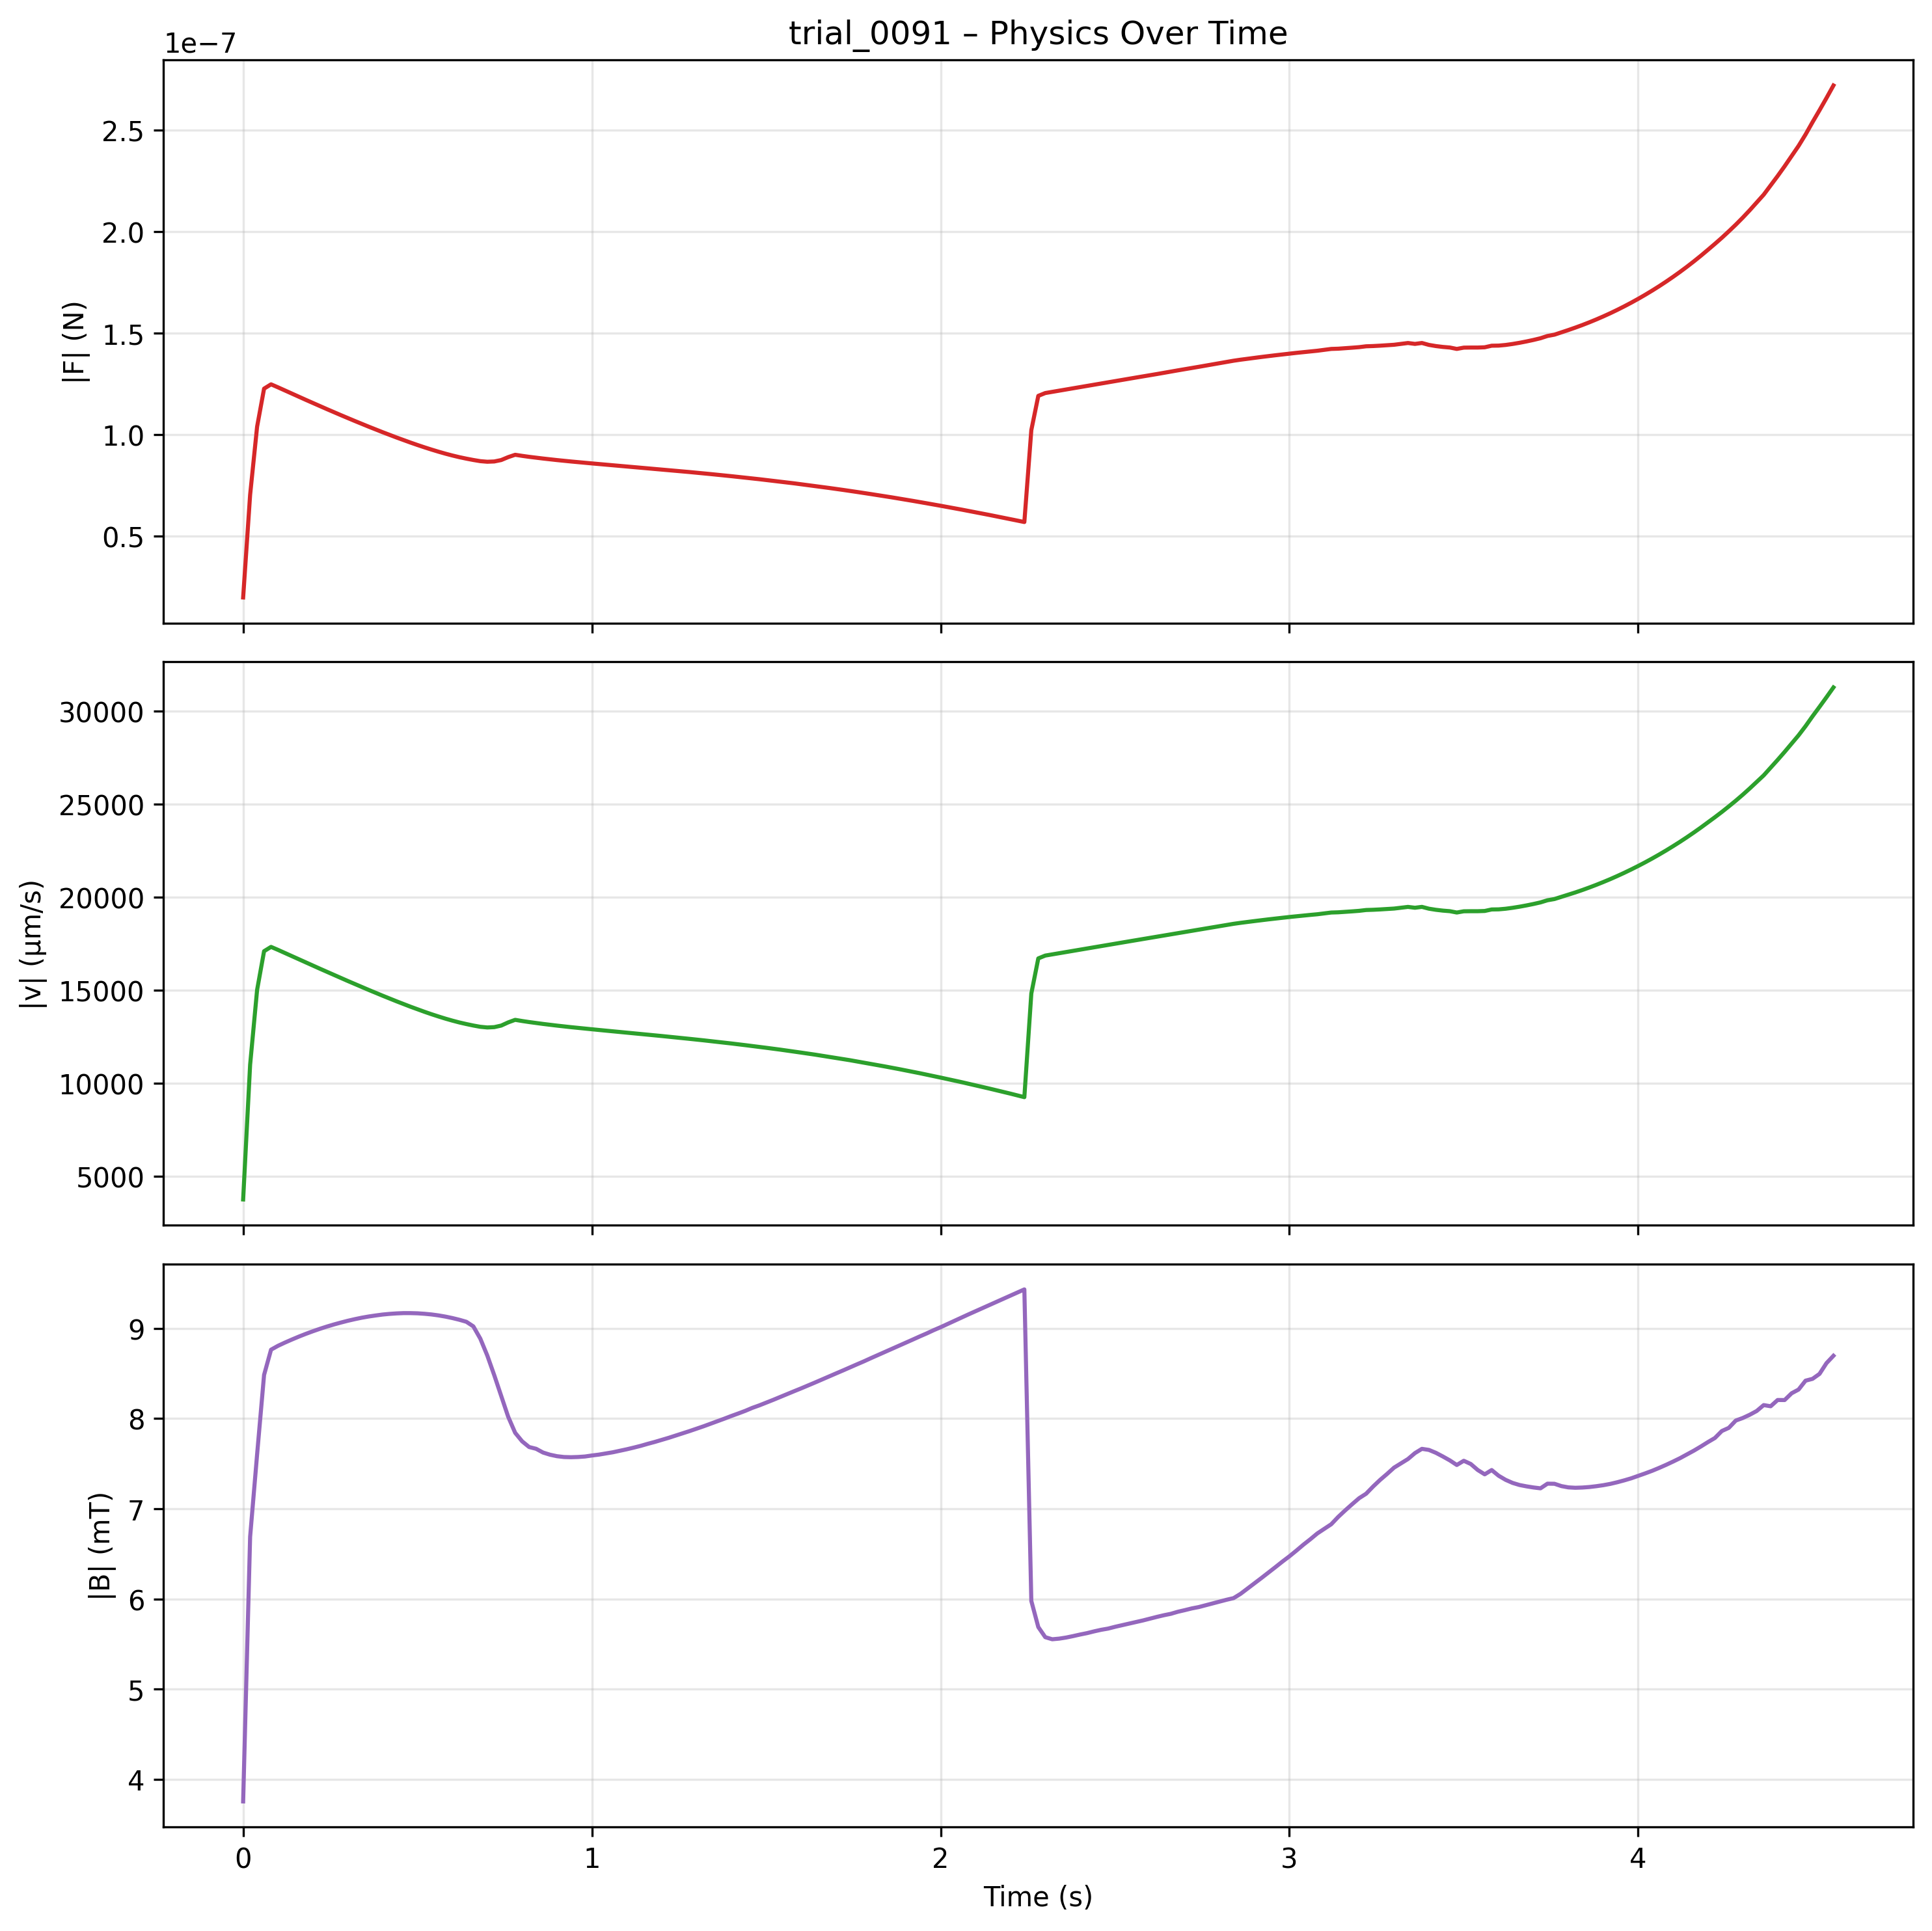 trial_0091 – Physics Over Time
1e−7
2.5
2.0
1.5
1.0
0.5
|F| (N)
30000
25000
20000
15000
10000
5000
|v| (µm/s)
9
8
7
6
5
4
|B| (mT)
0 1 2 3 4
Time (s)